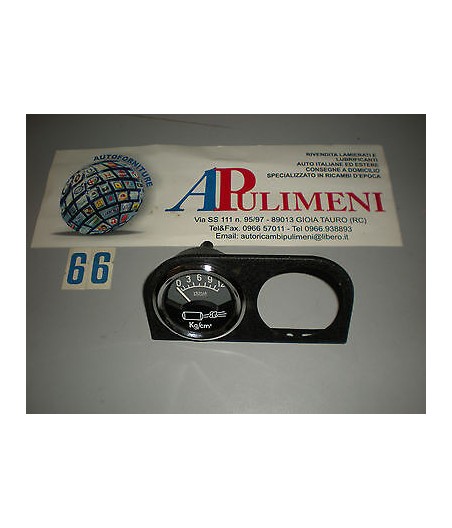 AUTOFORNITURE
APULIMENI
RIVENDITA LAMIERATI E
LUBRIFICANTI
AUTO ITALIANE ED ESTERE
CONSEGNE A DOMICILIO
SPECIALIZZATO IN RICAMBI D'EPOCA
Via SS 111 n. 95/97 - 89013 GIOIA TAURO (RC)
Tel&Fax. 0966 57011 - Tel 0966.938893
Email: autoricambipulimeni@libero.it
66
0 3 6 9
Kg/cm²